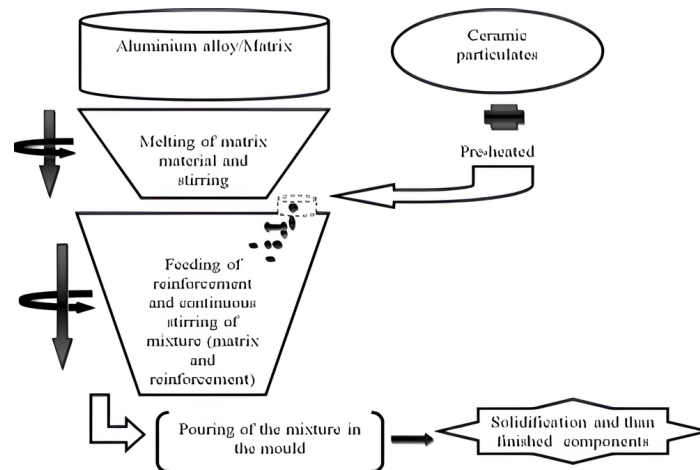 Aluminium alloy/Matrix
Ceramic
particulates
Melting of matrix
material and
stirring
Pre-heated
Feeding of
reinforcement
and continuous
stirring of
mixture (matrix
and
reinforcement)
Pouring of the mixture in
the mould
Solidification and than
finished components